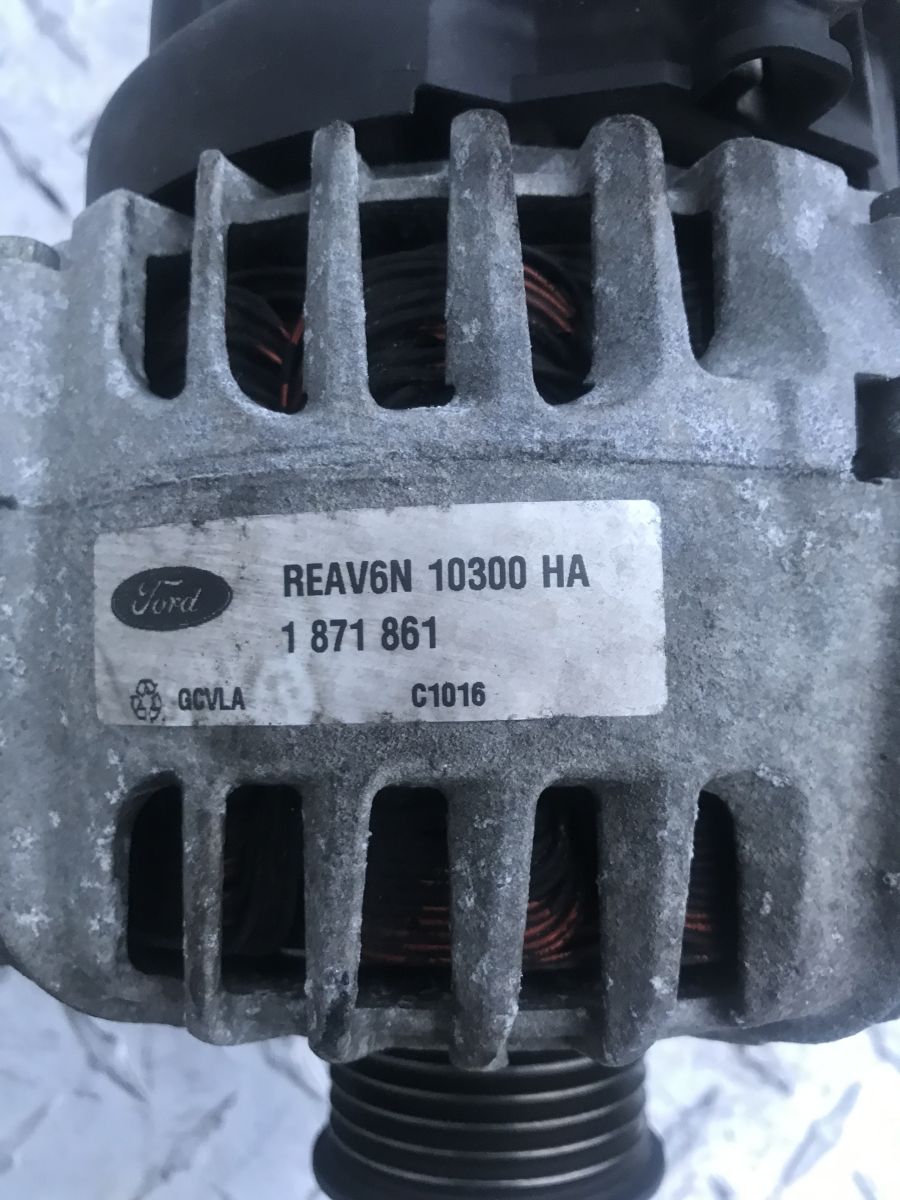 Ford
REAV6N 10300 HA
1 871 861
GCVLA C1016